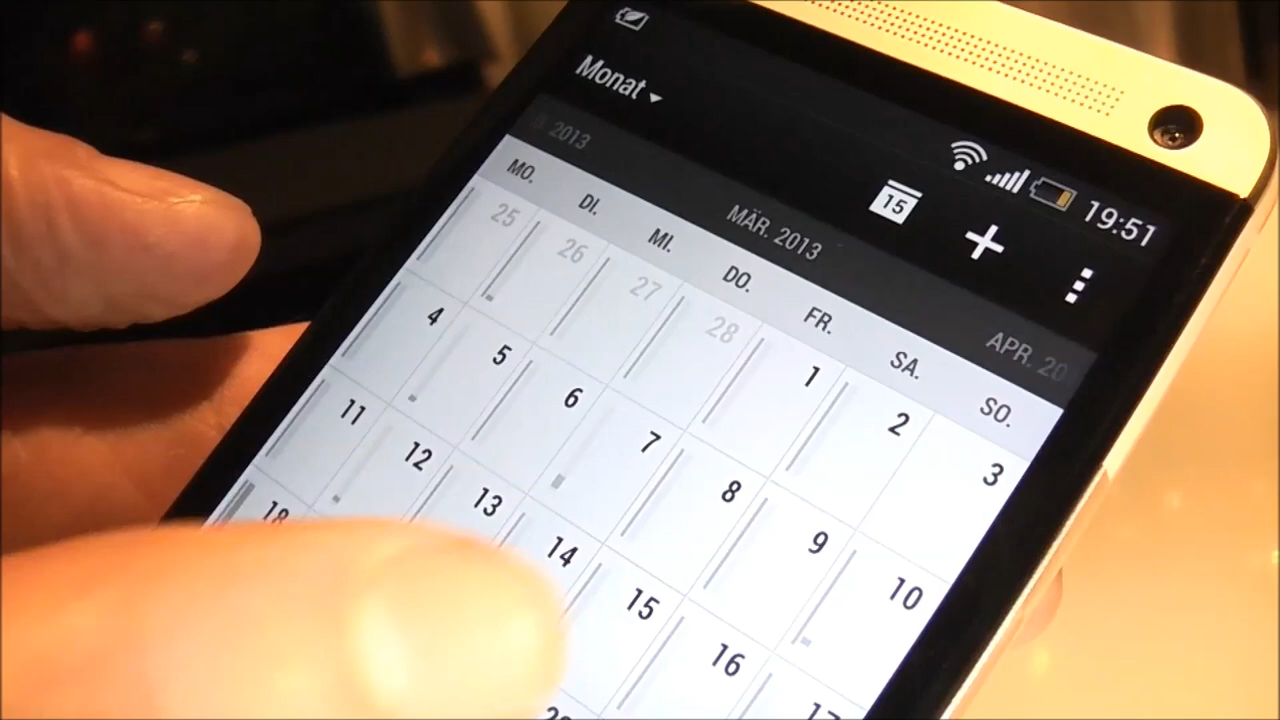 19:51
Monat
15
2013
MÄR. 2013
APR. 20
MO. DI. MI. DO. FR. SA. SO.
25 26 27 28 1 2 3
4 5 6 7 8 9 10
11 12 13 14 15 16 17
18